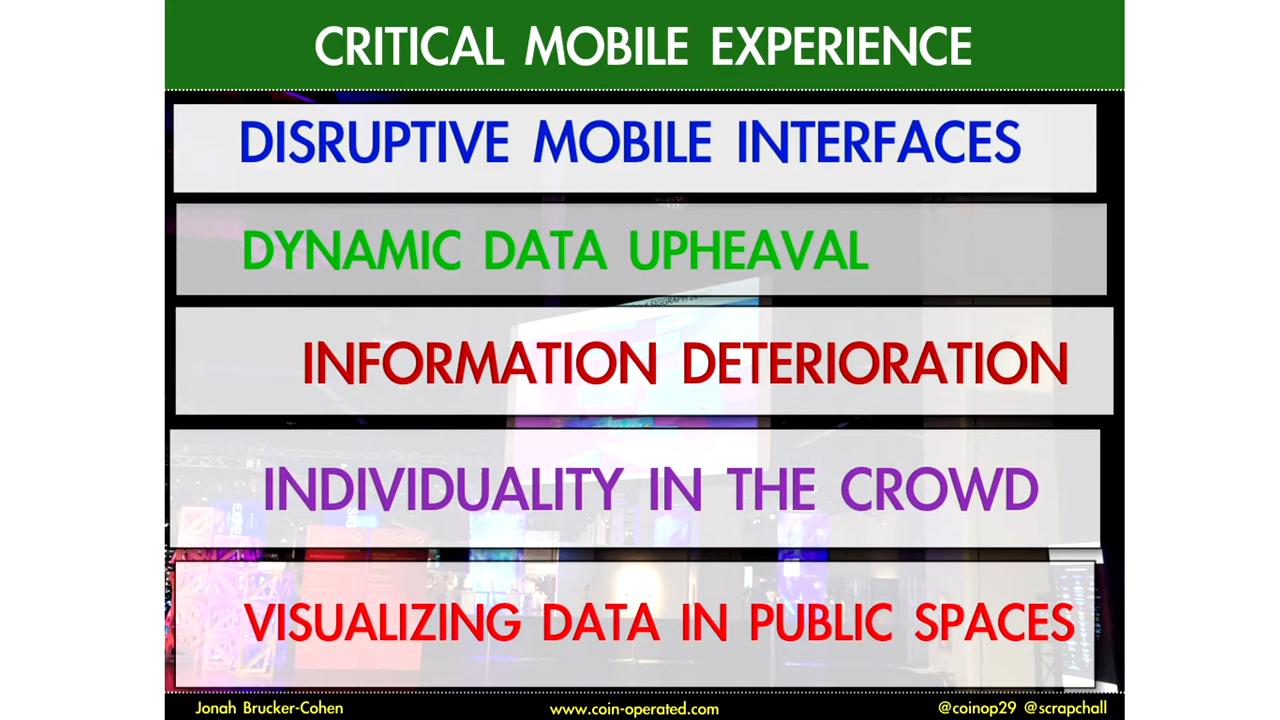 CRITICAL MOBILE EXPERIENCE
DISRUPTIVE MOBILE INTERFACES
DYNAMIC DATA UPHEAVAL
INFORMATION DETERIORATION
INDIVIDUALITY IN THE CROWD
VISUALIZING DATA IN PUBLIC SPACES
Jonah Brucker-Cohen www.coin-operated.com @coinop29 @scrapchall